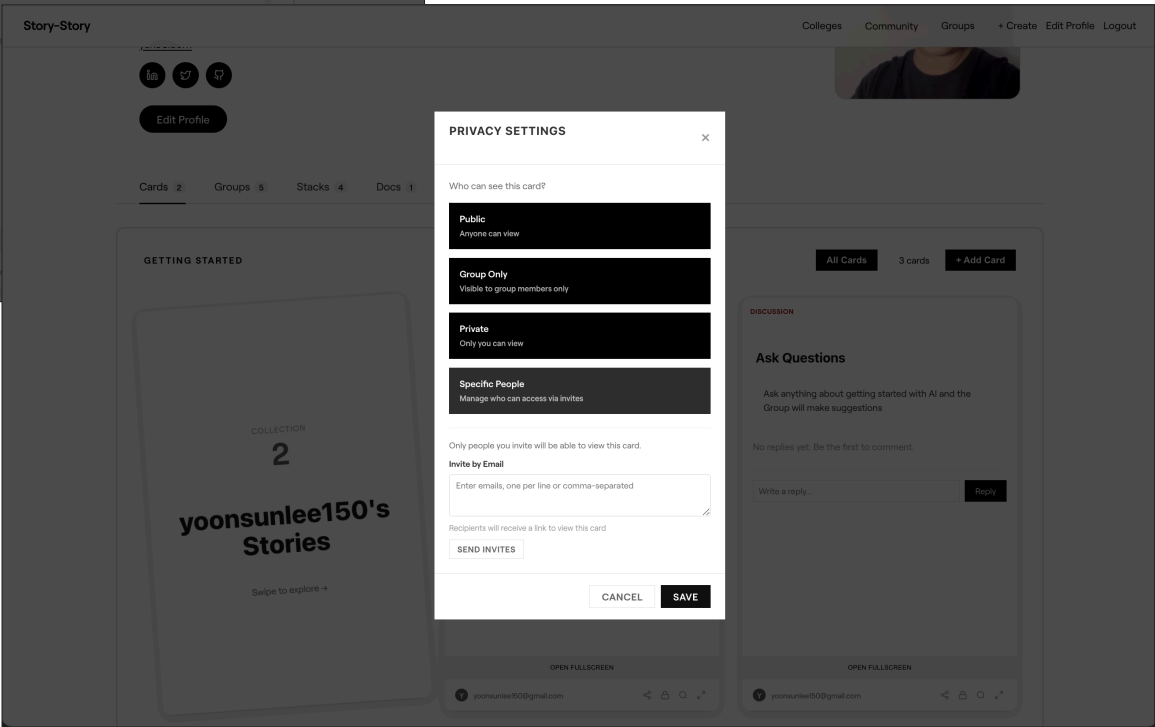 Story-Story
Colleges Community Groups + Create Edit Profile Logout
Edit Profile
Cards 2 Groups 5 Stacks 4 Docs 1
GETTING STARTED
All Cards 3 cards + Add Card
COLLECTION
2
yoonsunlee150's
Stories
Swipe to explore →
PRIVACY SETTINGS
×
Who can see this card?
Public
Anyone can view
Group Only
Visible to group members only
Private
Only you can view
Specific People
Manage who can access via invites
Only people you invite will be able to view this card.
Invite by Email
Enter emails, one per line or comma-separated
Recipients will receive a link to view this card
SEND INVITES
CANCEL SAVE
OPEN FULLSCREEN
Y yoonsunlee150@gmail.com
DISCUSSION
Ask Questions
Ask anything about getting started with AI and the
Group will make suggestions
No replies yet. Be the first to comment.
Write a reply... Reply
OPEN FULLSCREEN
Y yoonsunlee150@gmail.com